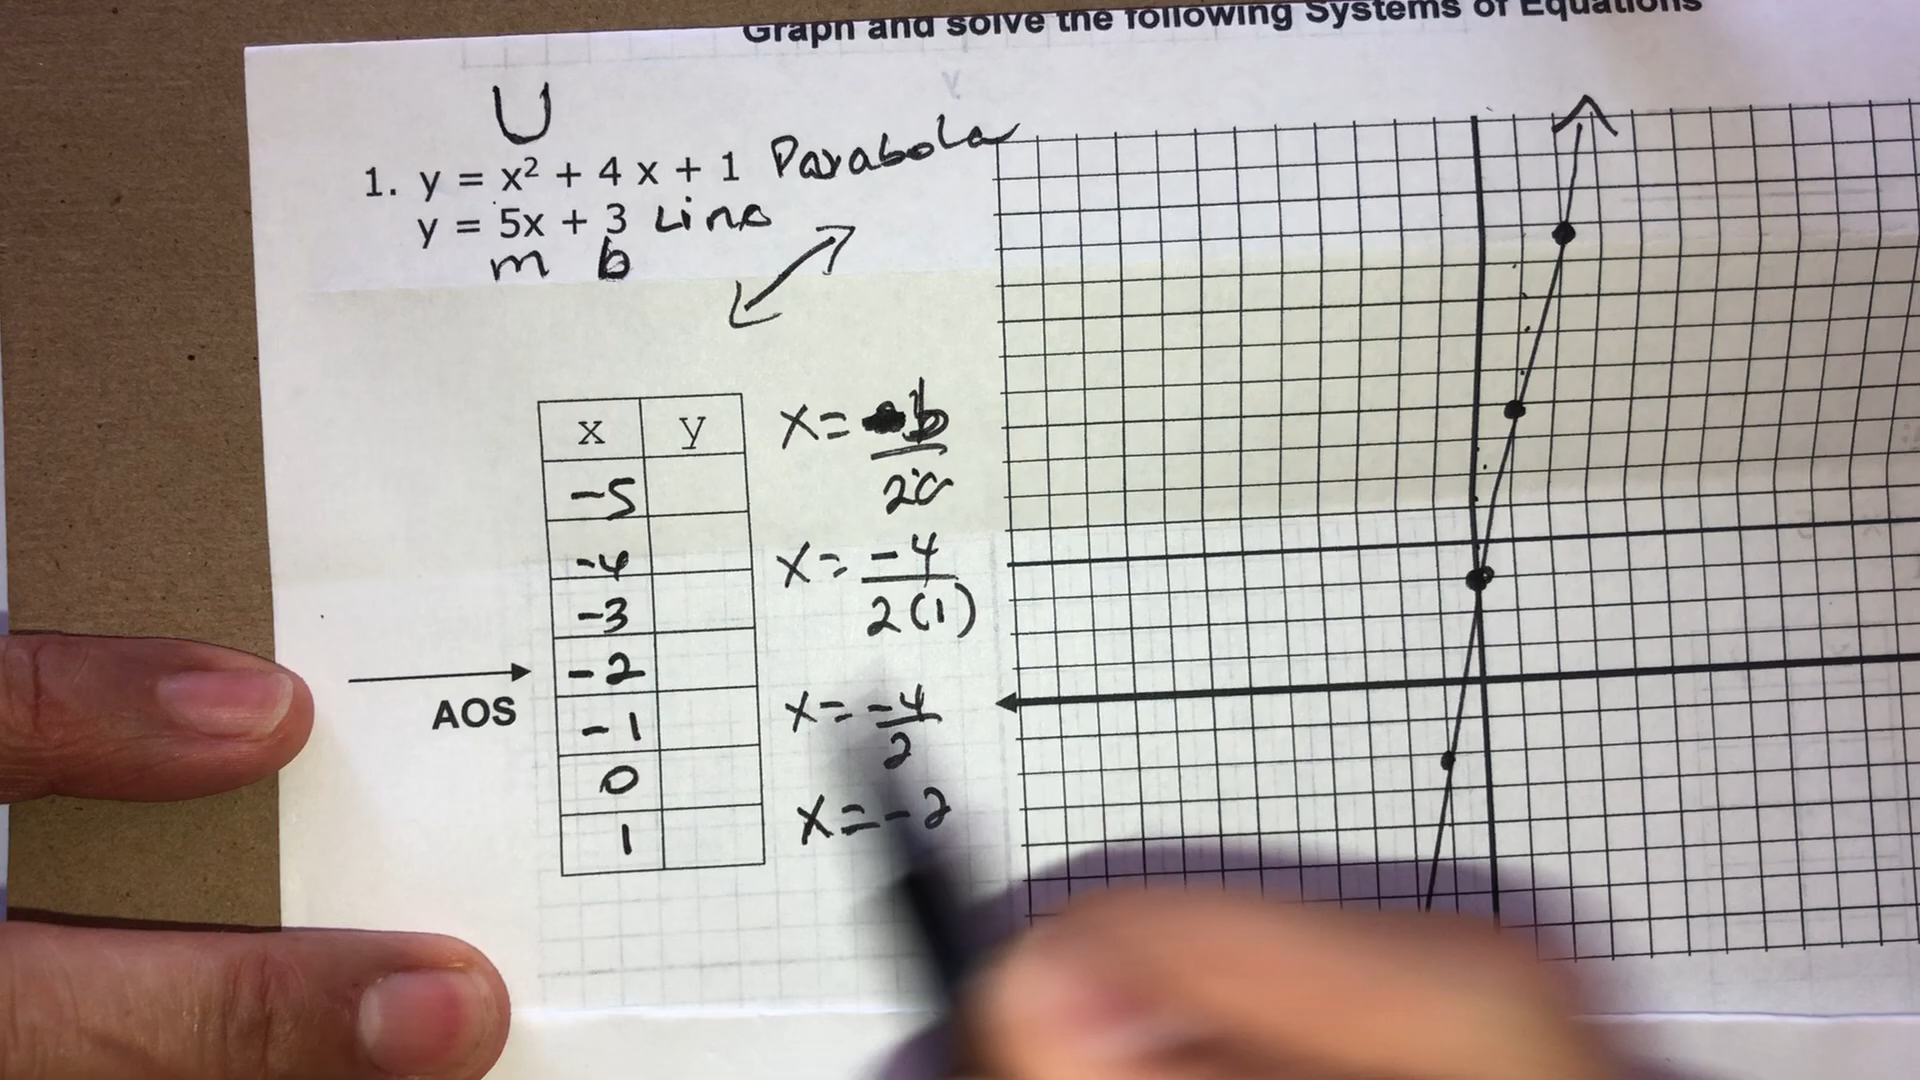 Graph and solve the following Systems of Equations
U
1. y = x² + 4 x + 1 Parabola
y = 5x + 3 Line
m b
x y
-5
-4
-3
-2
-1
0
1
AOS
x = -b
2a
x = -4
2(1)
x = -4
2
x = -2